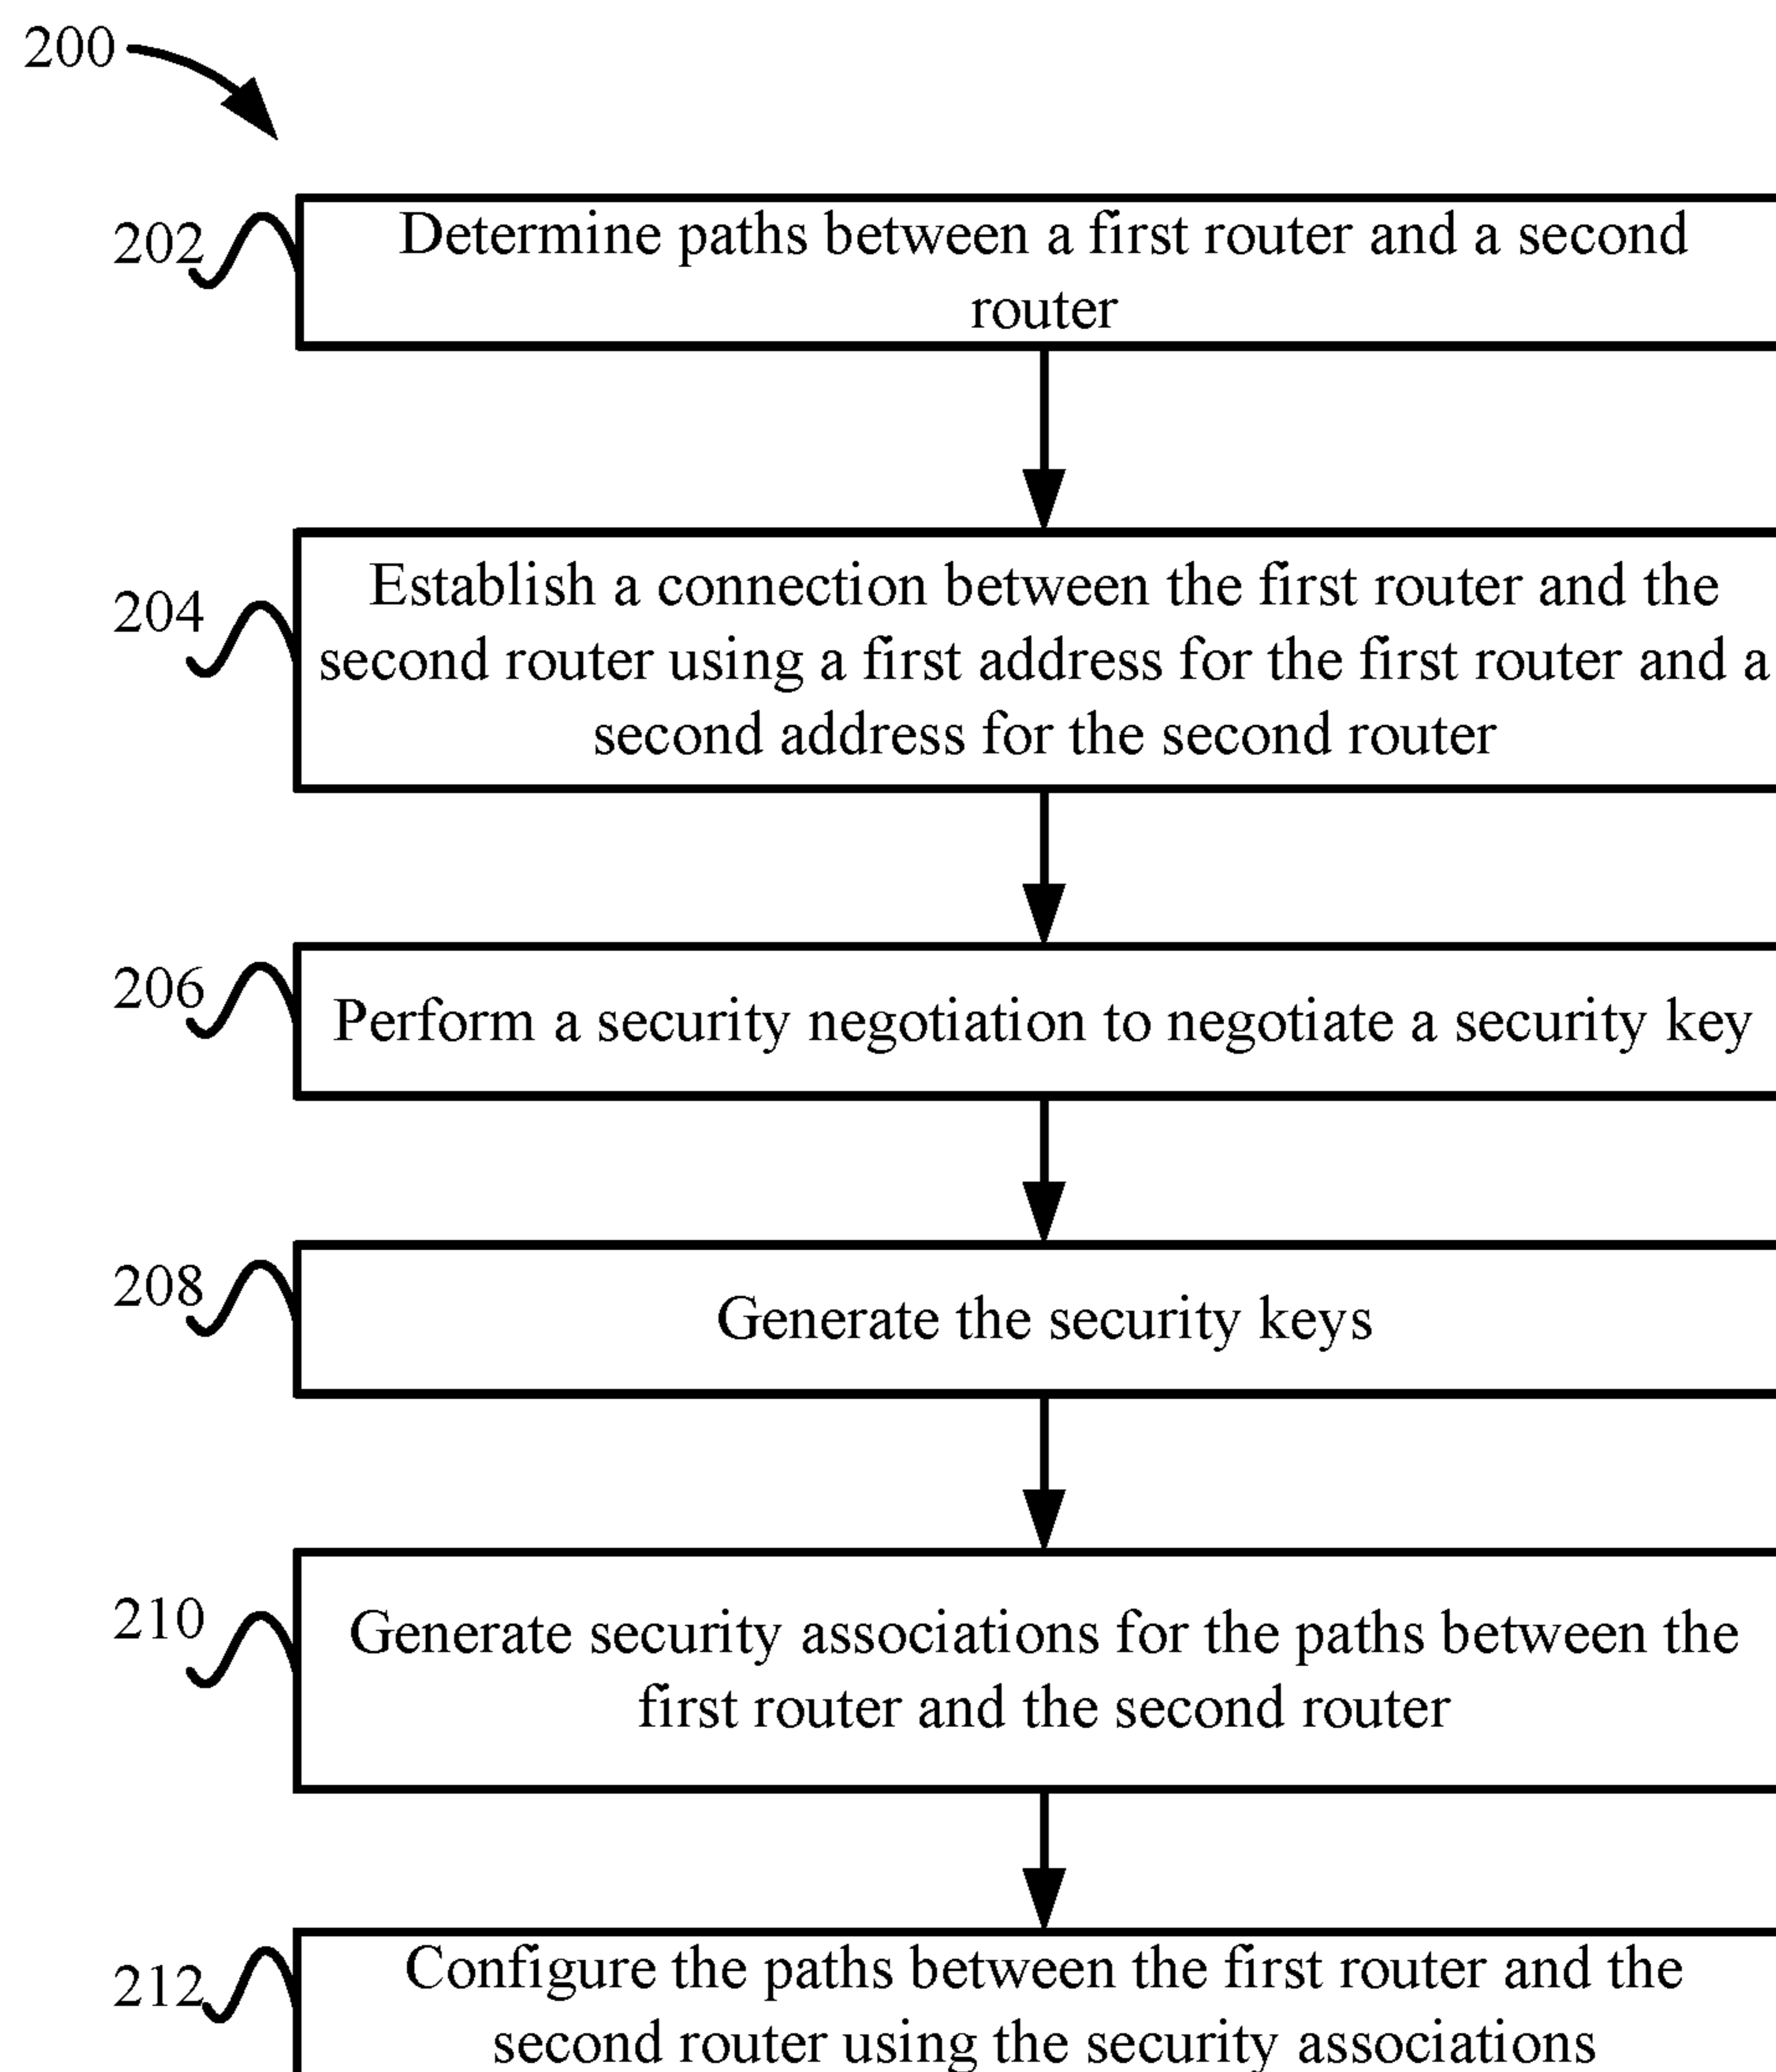 200
202
Determine paths between a first router and a second
router
204
Establish a connection between the first router and the
second router using a first address for the first router and a
second address for the second router
206
Perform a security negotiation to negotiate a security key
208
Generate the security keys
210
Generate security associations for the paths between the
first router and the second router
212
Configure the paths between the first router and the
second router using the security associations